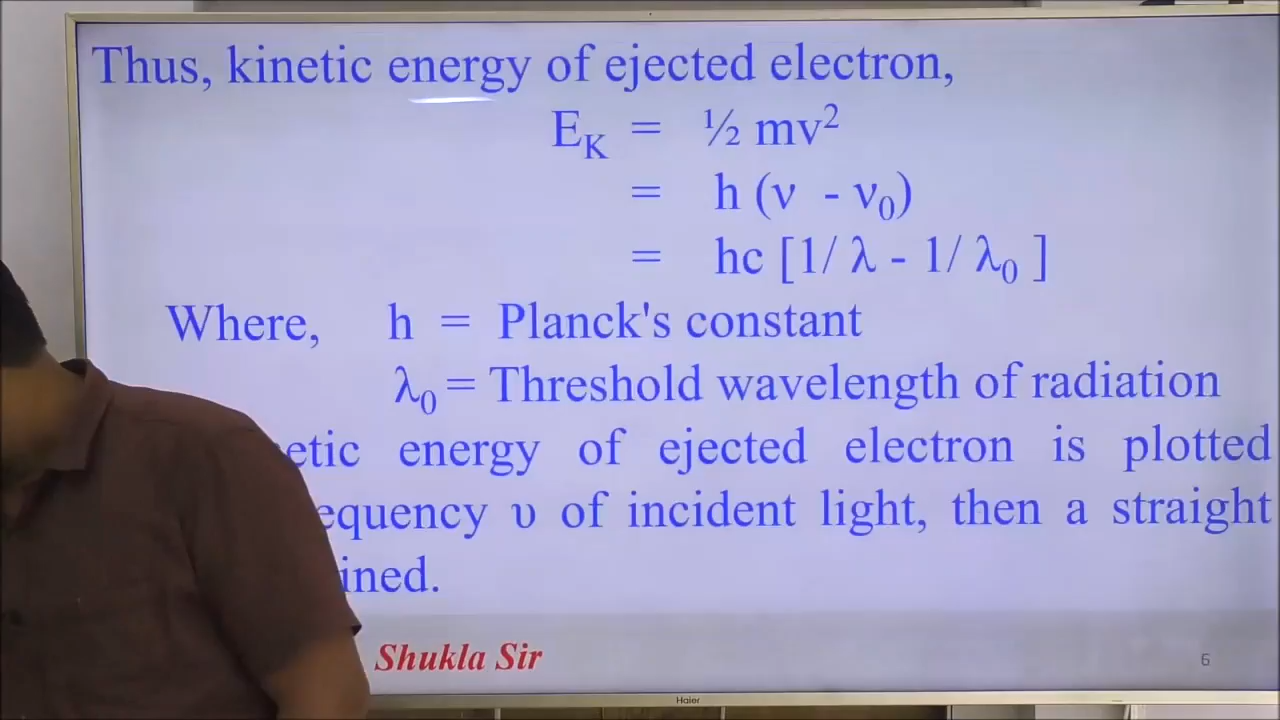 Thus, kinetic energy of ejected electron,
E_K = ½ mv²
= h (ν - ν₀)
= hc [1/ λ - 1/ λ₀ ]
Where, h = Planck's constant
λ₀ = Threshold wavelength of radiation
etic energy of ejected electron is plotted
equency υ of incident light, then a straight
ined.
Shukla Sir
6
Haier